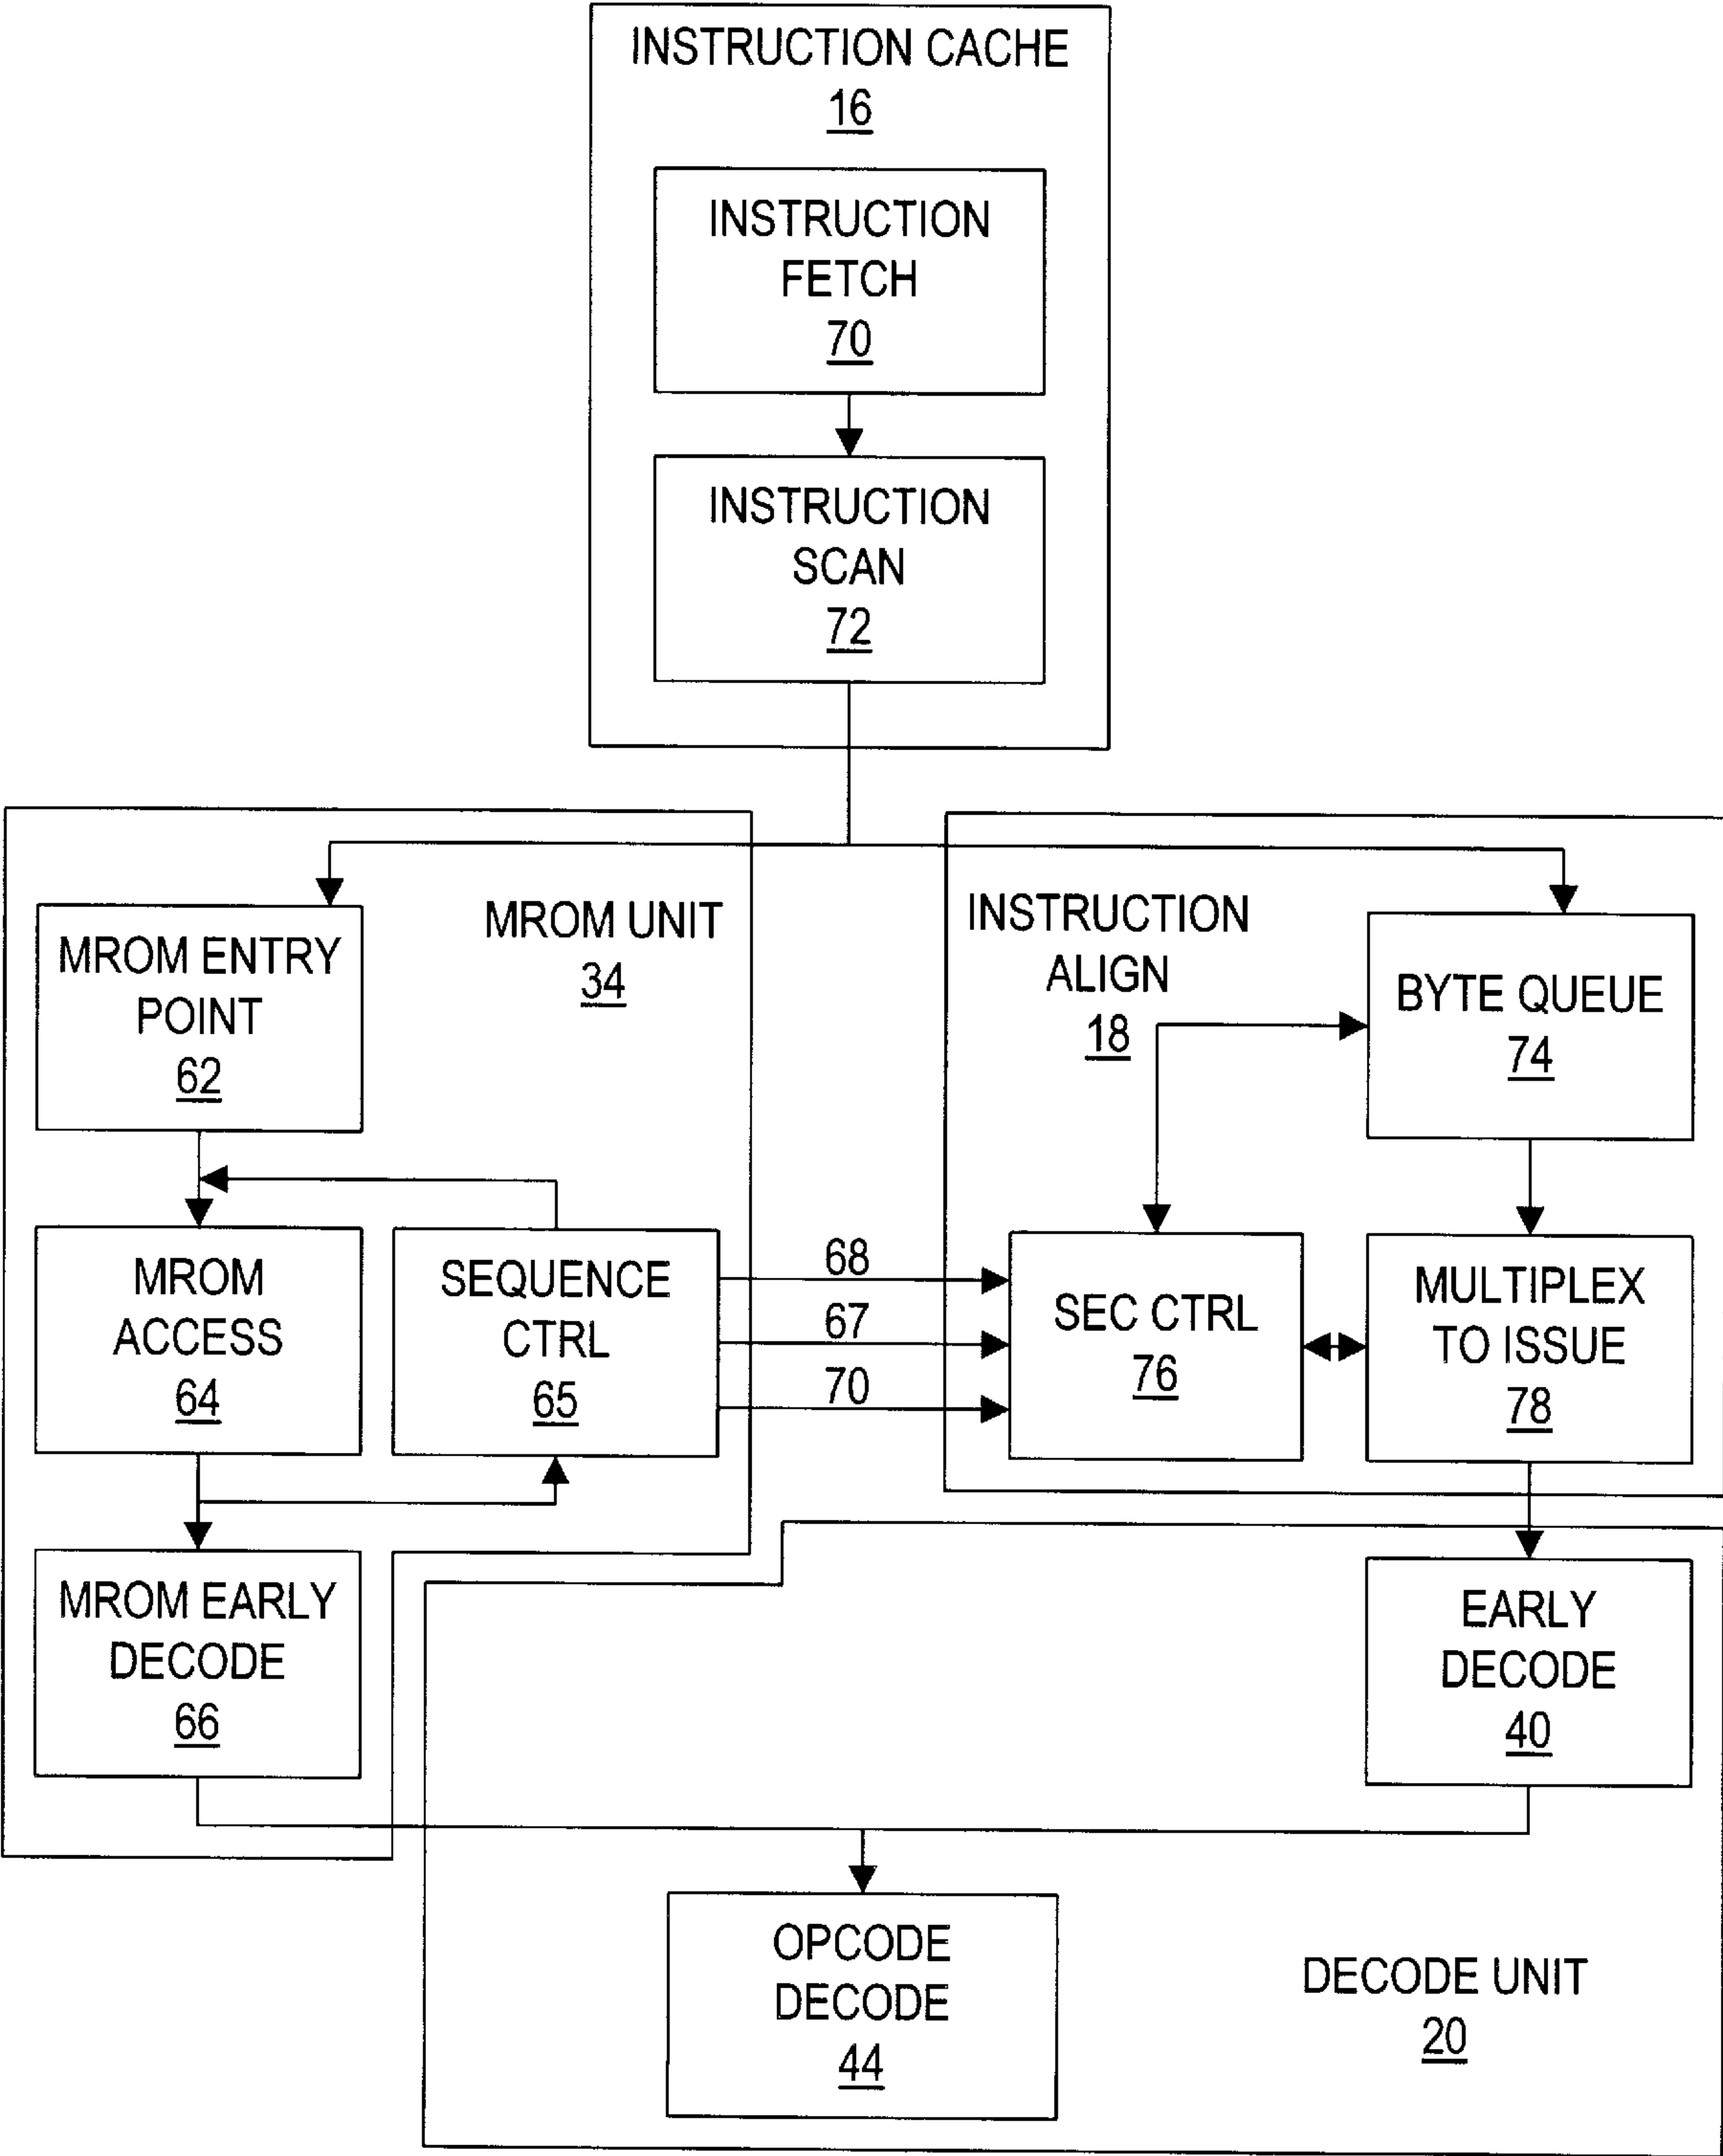 INSTRUCTION CACHE
16
INSTRUCTION
FETCH
70
INSTRUCTION
SCAN
72
MROM UNIT
34
MROM ENTRY
POINT
62
MROM
ACCESS
64
SEQUENCE
CTRL
65
MROM EARLY
DECODE
66
68
67
70
INSTRUCTION
ALIGN
18
BYTE QUEUE
74
SEC CTRL
76
MULTIPLEX
TO ISSUE
78
EARLY
DECODE
40
OPCODE
DECODE
44
DECODE UNIT
20